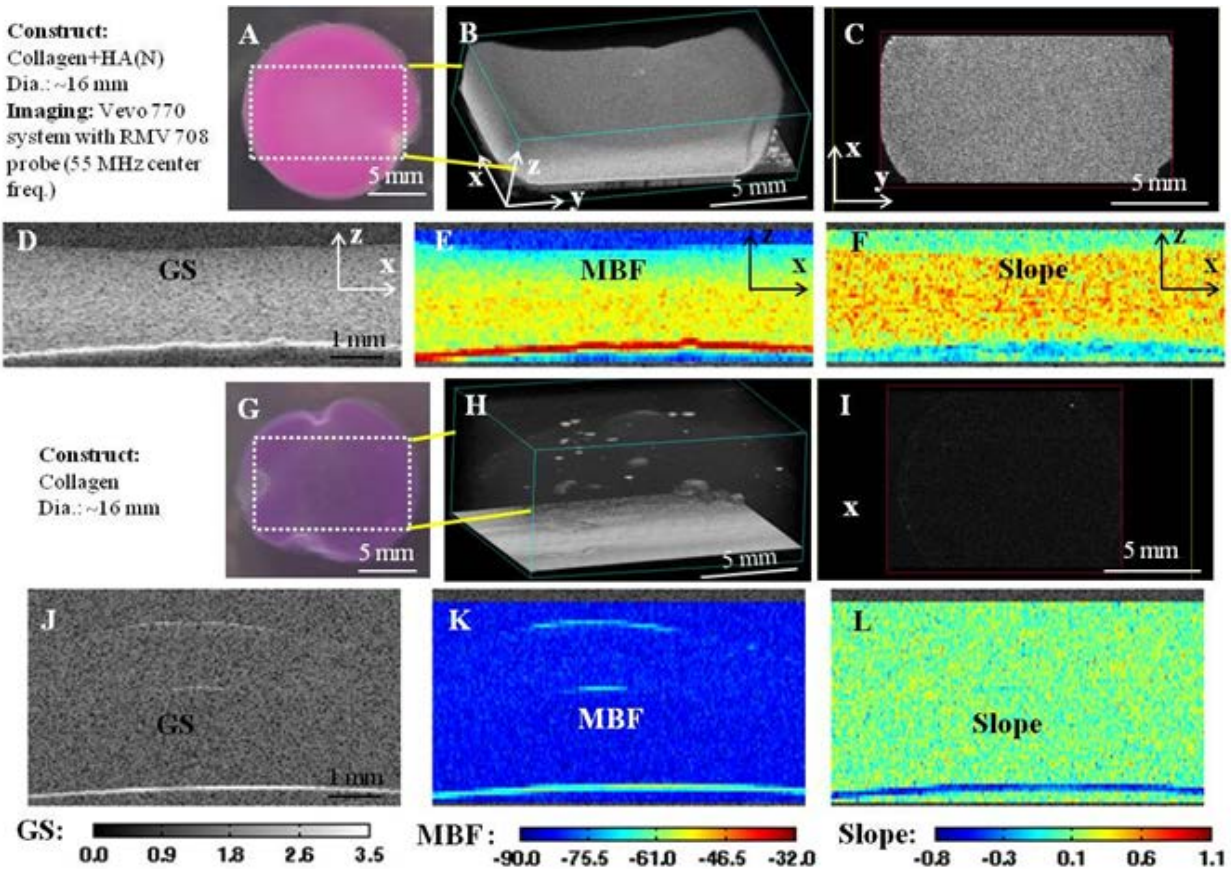 Construct:
Collagen+HA(N)
Dia.: ~16 mm
Imaging: Vevo 770
system with RMV 708
probe (55 MHz center
freq.)
A
5 mm
B
z
x
y
5 mm
C
x
y
5 mm
D
GS
z
x
1 mm
E
MBF
z
x
F
Slope
z
x
Construct:
Collagen
Dia.: ~16 mm
G
5 mm
H
5 mm
I
x
5 mm
J
GS
1 mm
K
MBF
L
Slope
GS:
0.0 0.9 1.8 2.6 3.5
MBF :
-90.0 -75.5 -61.0 -46.5 -32.0
Slope:
-0.8 -0.3 0.1 0.6 1.1